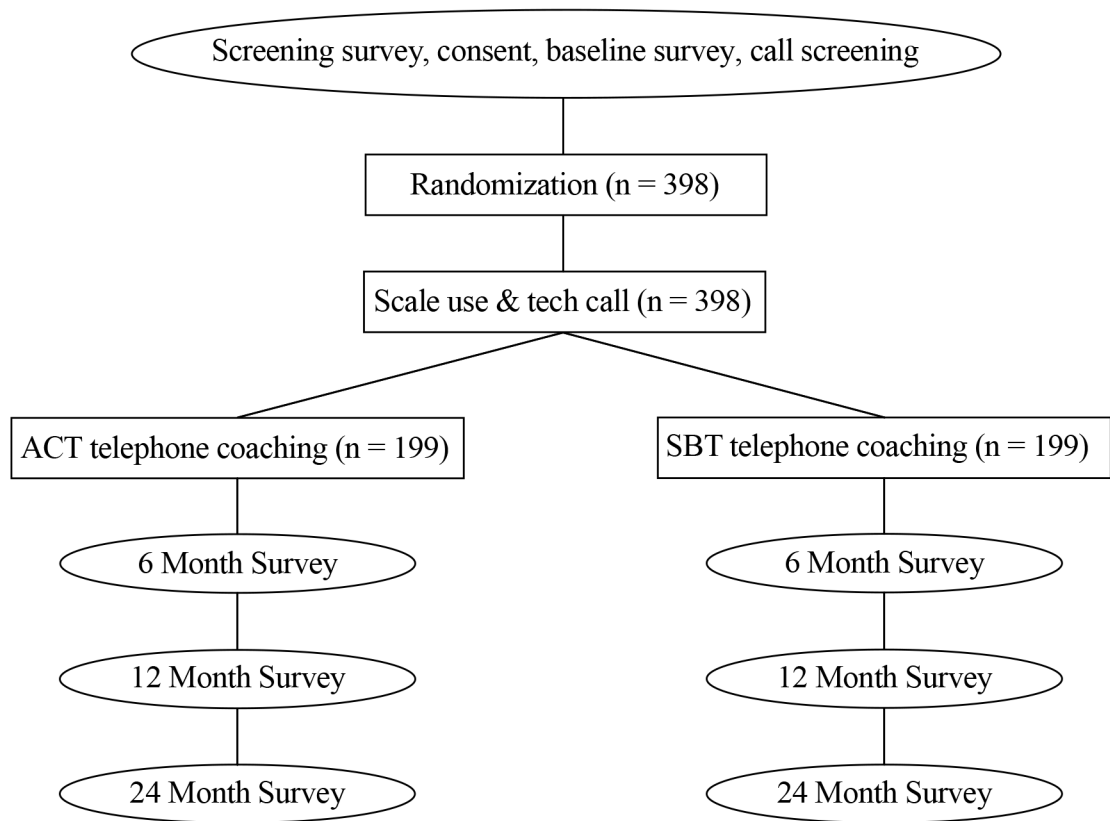 Screening survey, consent, baseline survey, call screening
Randomization (n = 398)
Scale use & tech call (n = 398)
ACT telephone coaching (n = 199)
SBT telephone coaching (n = 199)
6 Month Survey
6 Month Survey
12 Month Survey
12 Month Survey
24 Month Survey
24 Month Survey